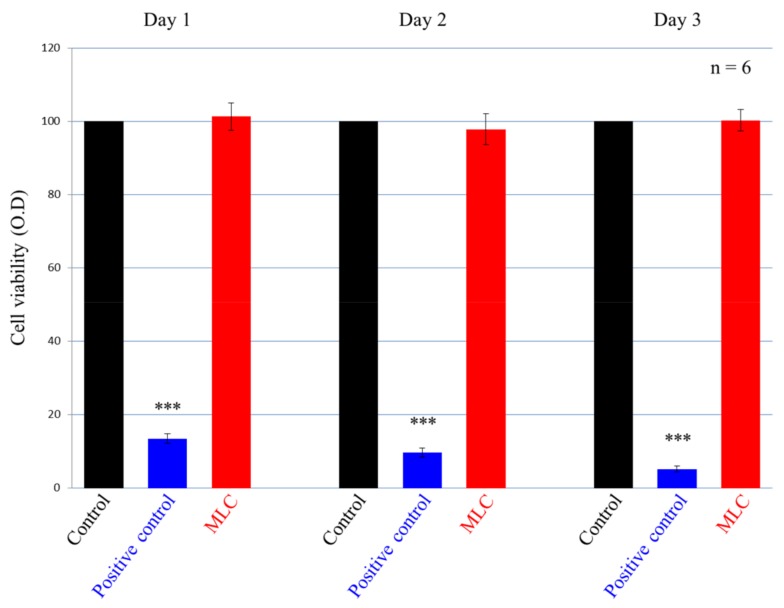 Day 1 Day 2 Day 3
n = 6
Cell viability (O.D)
120
100
80
60
40
20
0
***
***
***
Control
Positive control
MLC
Control
Positive control
MLC
Control
Positive control
MLC